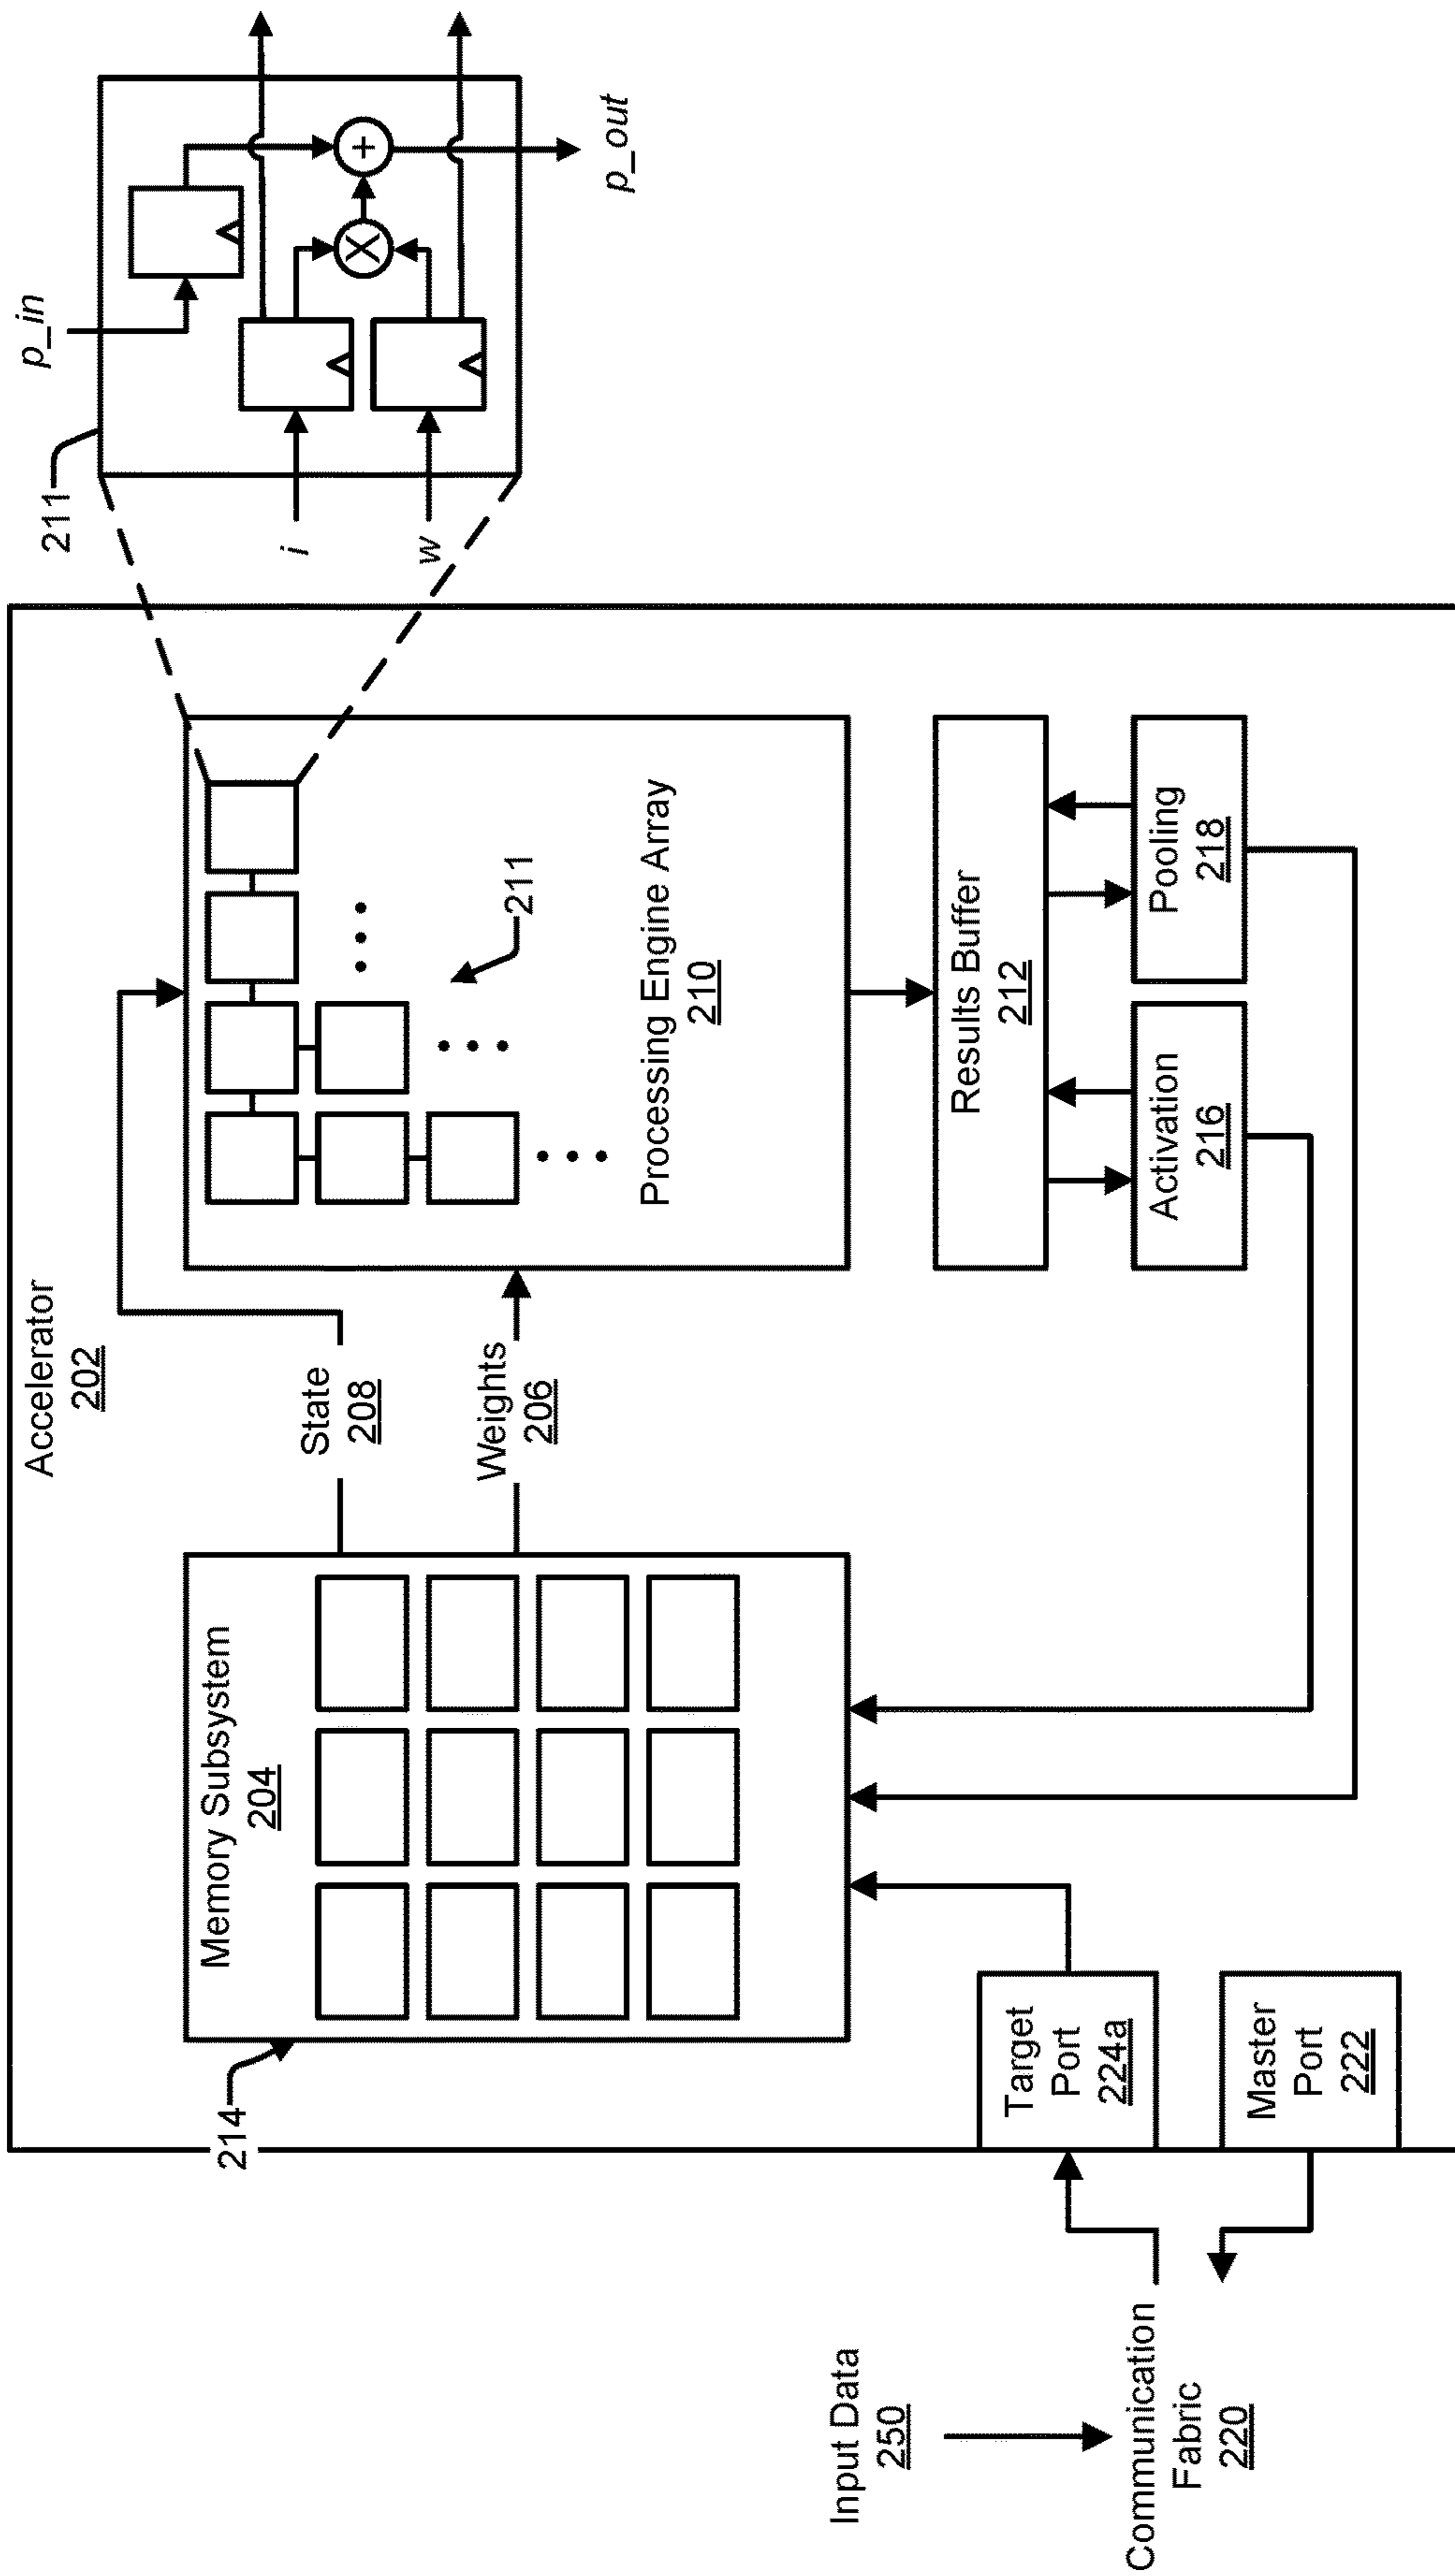 Accelerator
202
Memory Subsystem
204
214
State
208
Weights
206
Processing Engine Array
210
211
211
p_in
i
w
p_out
Results Buffer
212
Activation
216
Pooling
218
Target
Port
224a
Master
Port
222
Input Data
250
Communication
Fabric
220